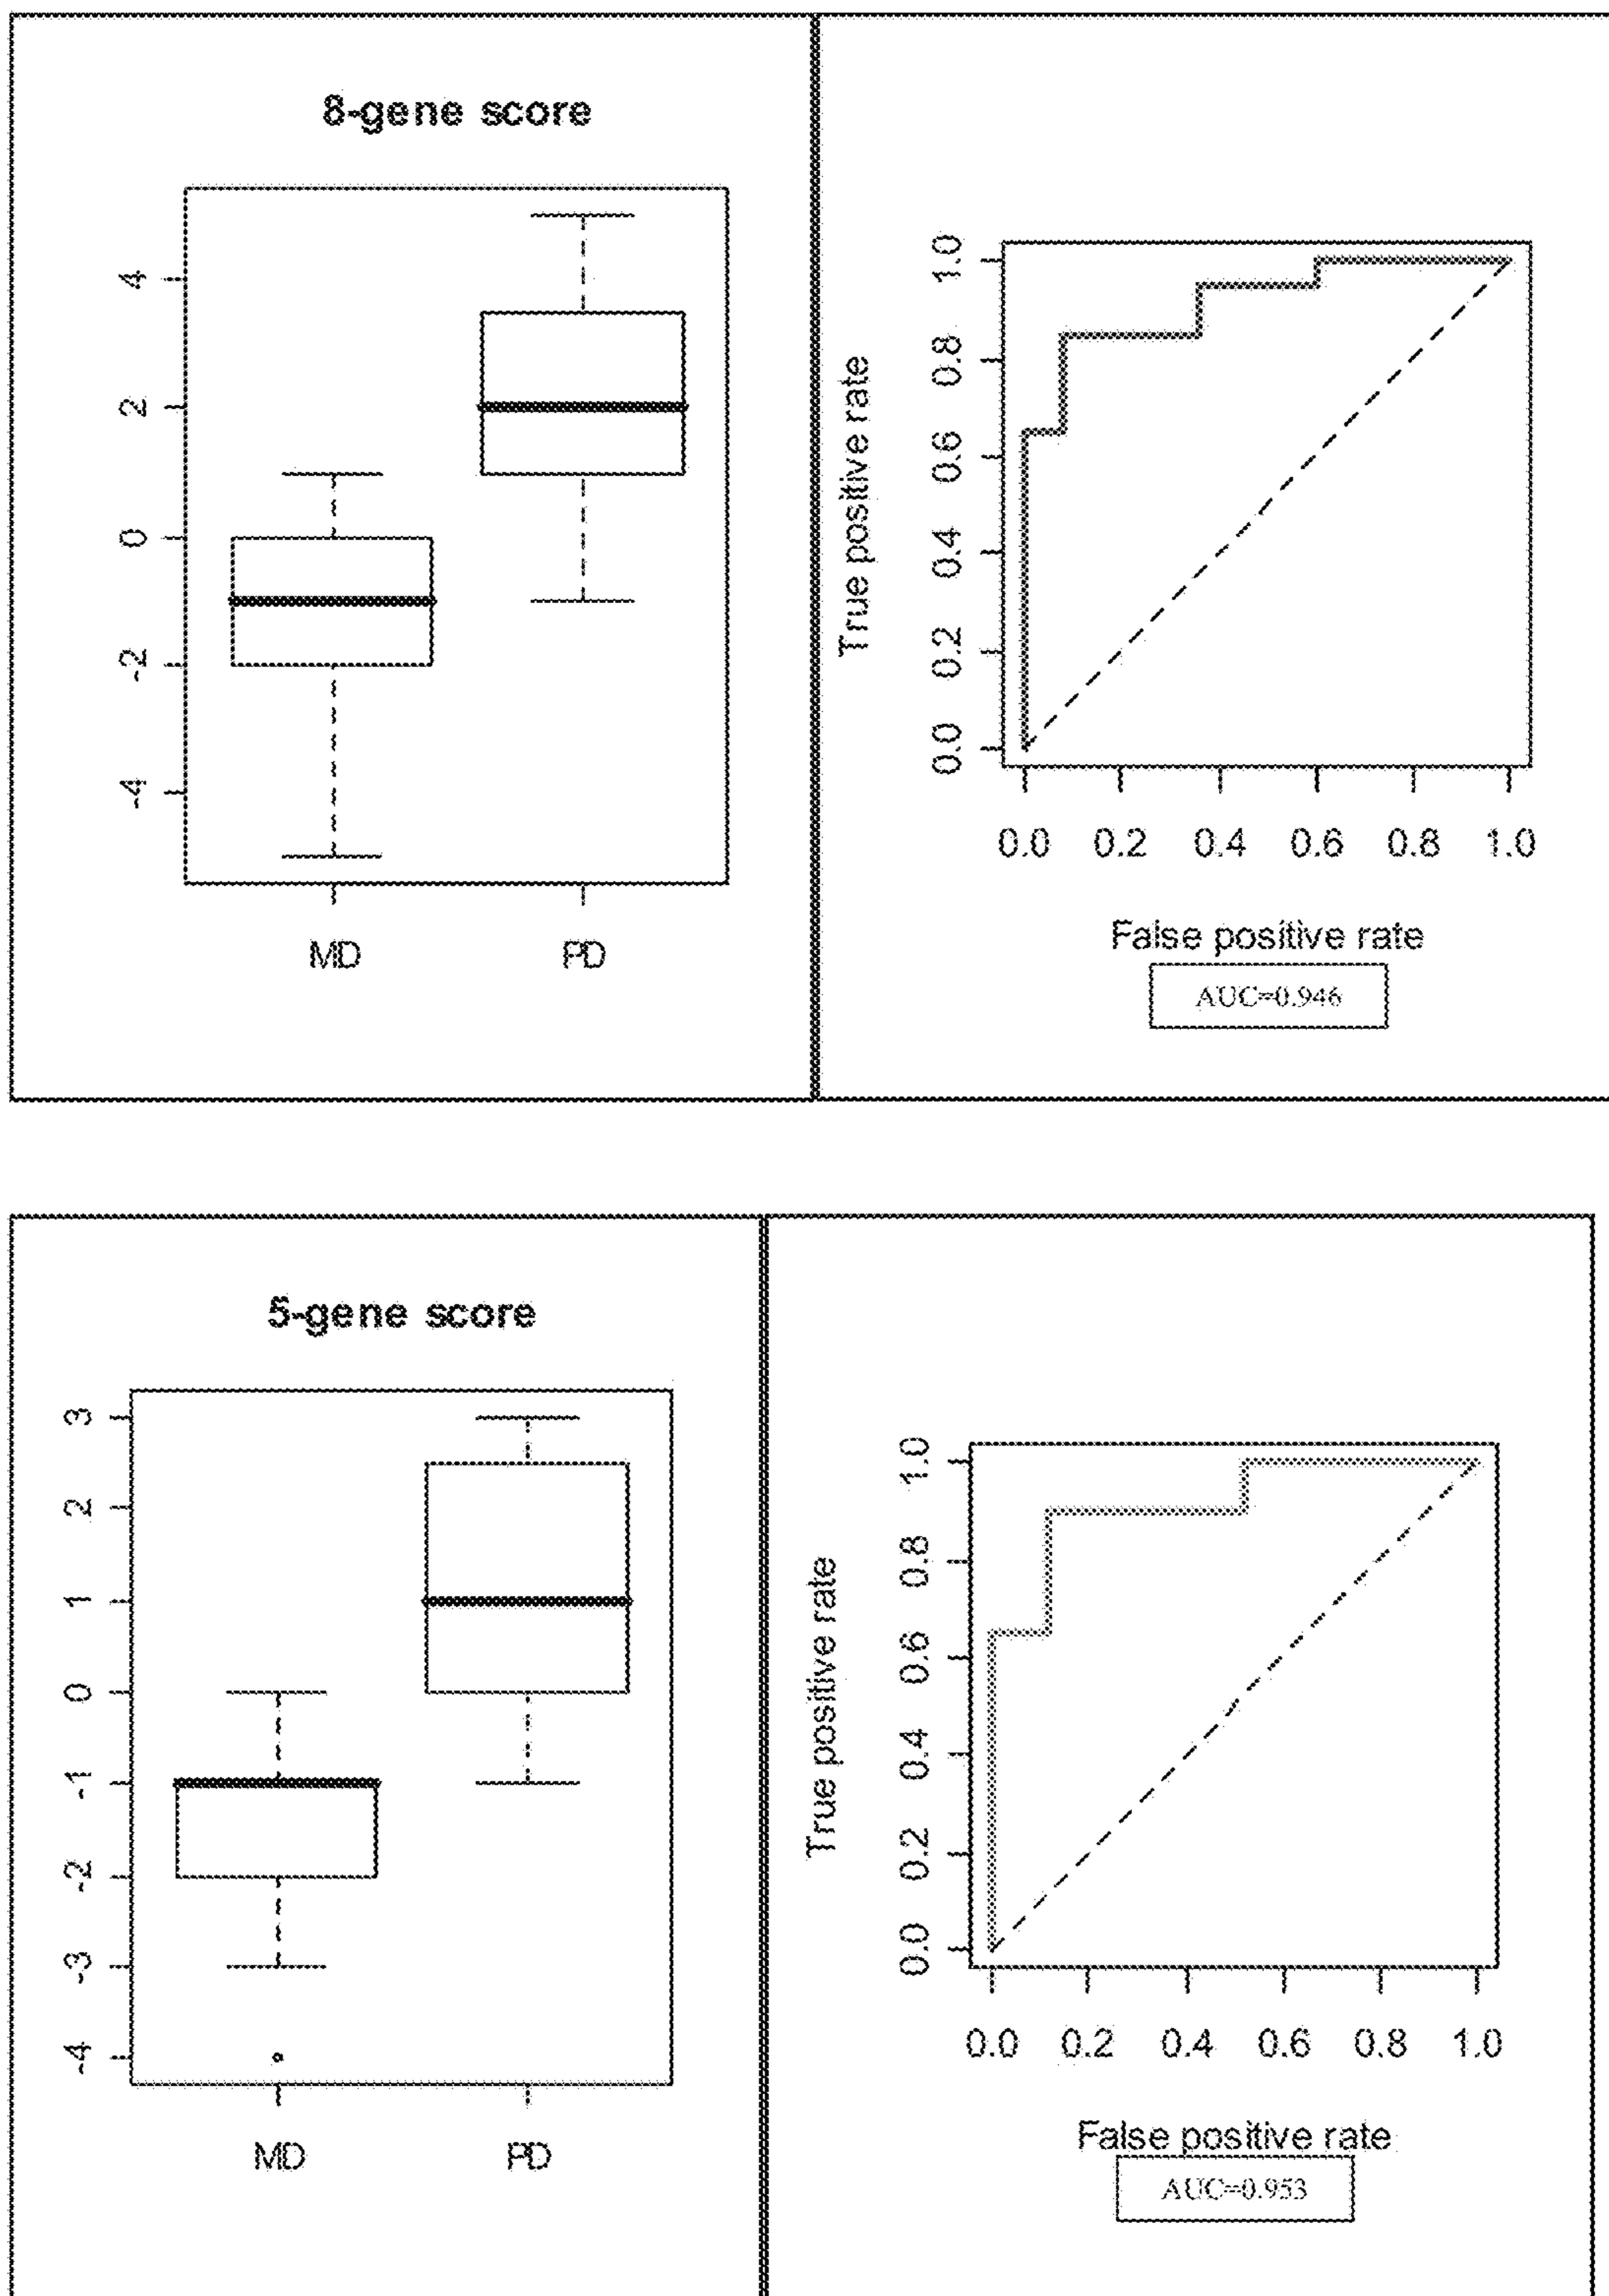 8-gene score
4
2
0
-2
-4
MD PD
True positive rate
1.0
0.8
0.6
0.4
0.2
0.0
0.0 0.2 0.4 0.6 0.8 1.0
False positive rate
AUC=0.946
5-gene score
3
2
1
0
-1
-2
-3
-4
MD PD
True positive rate
1.0
0.8
0.6
0.4
0.2
0.0
0.0 0.2 0.4 0.6 0.8 1.0
False positive rate
AUC=0.953